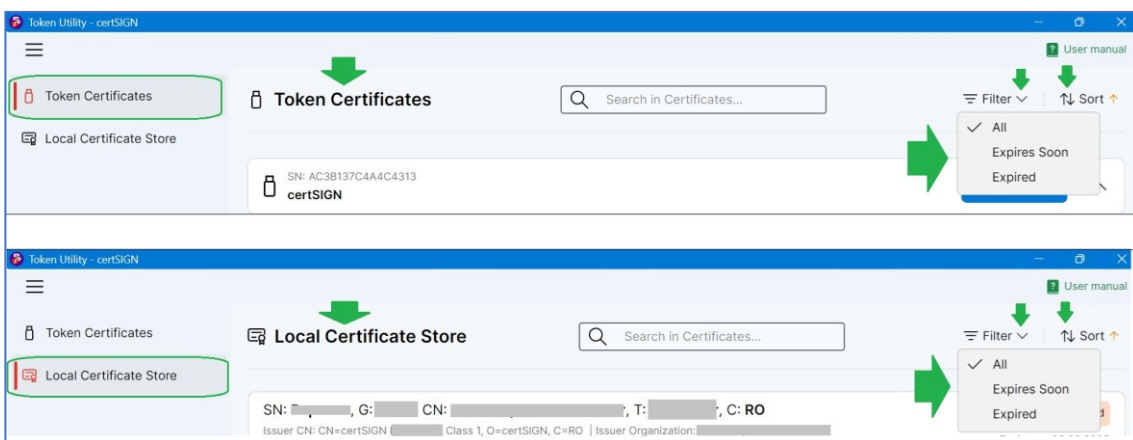 Token Utility - certSIGN
User manual
Token Certificates
Token Certificates
Search in Certificates...
Filter
Sort
Local Certificate Store
All
Expires Soon
Expired
SN: AC3B137C4A4C4313
certSIGN
Token Utility - certSIGN
User manual
Token Certificates
Local Certificate Store
Search in Certificates...
Filter
Sort
Local Certificate Store
All
Expires Soon
Expired
SN: , G: CN: , T: , C: RO
Issuer CN: CN=certSIGN Class 1, O=certSIGN, C=RO | Issuer Organization: